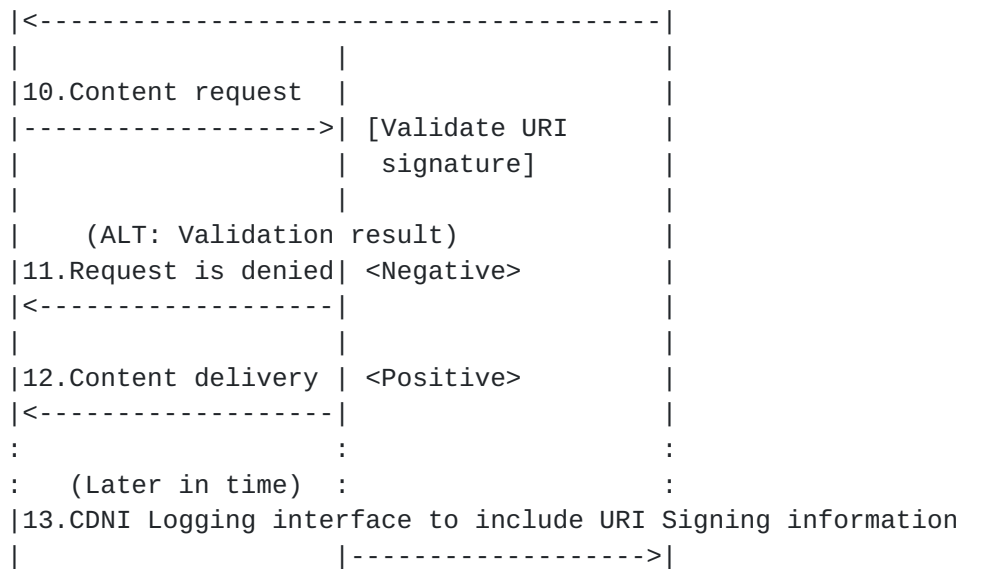 |<----------------------------------------|
|                    |                    |
|10.Content request  |                    |
|------------------->| [Validate URI      |
|                    |  signature]        |
|                    |                    |
|    (ALT: Validation result)             |
|11.Request is denied| <Negative>         |
|<-------------------|                    |
|                    |                    |
|12.Content delivery | <Positive>         |
|<-------------------|                    |
:                    :                    :
:   (Later in time)  :                    :
|13.CDNI Logging interface to include URI Signing information
|                    |------------------->|